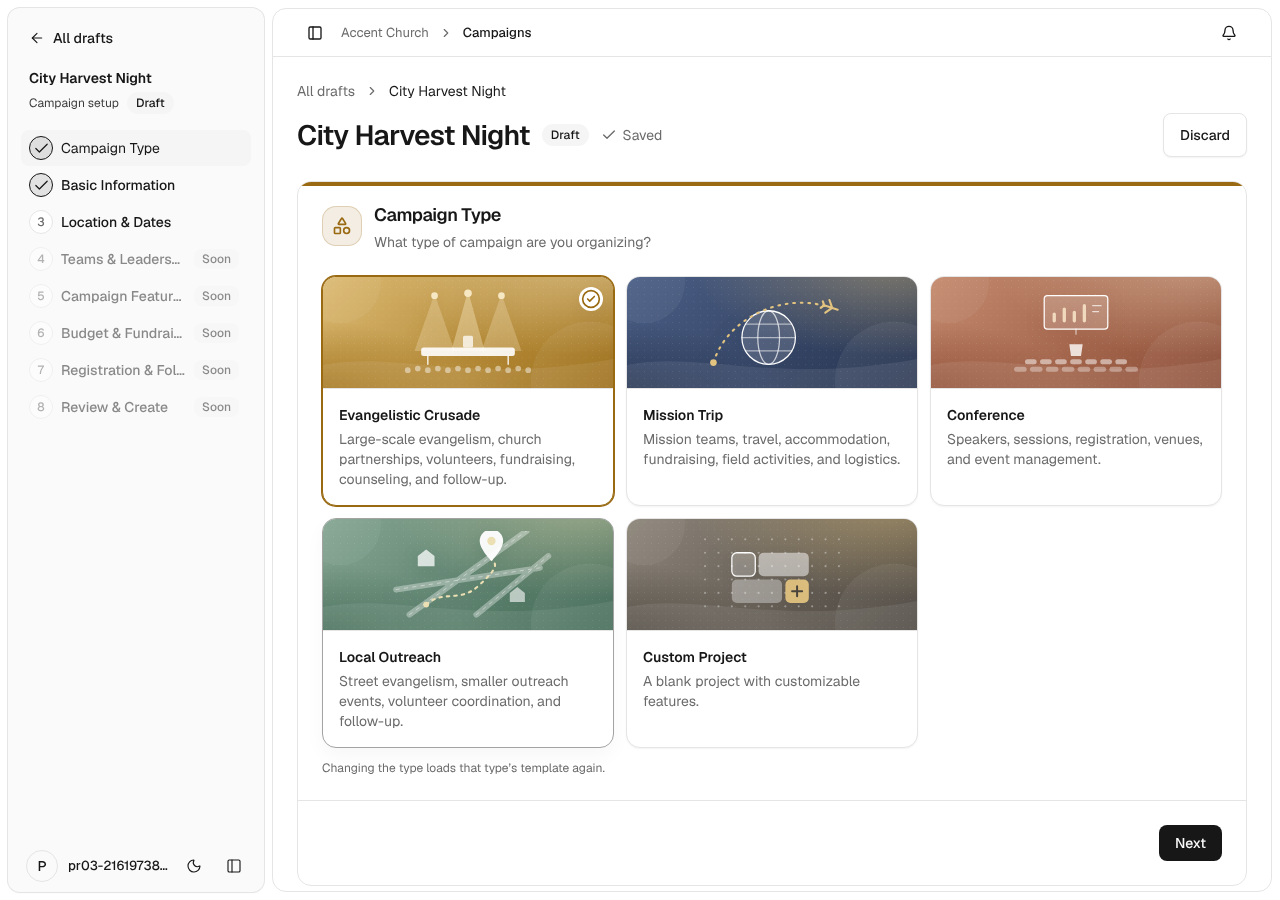 All drafts
City Harvest Night
Campaign setup Draft
Campaign Type
Basic Information
3 Location & Dates
4 Teams & Leaders... Soon
5 Campaign Featur... Soon
6 Budget & Fundrai... Soon
7 Registration & Fol... Soon
8 Review & Create Soon
P pr03-21619738...
Accent Church Campaigns
All drafts City Harvest Night
City Harvest Night Draft Saved
Discard
Campaign Type
What type of campaign are you organizing?
Evangelistic Crusade
Large-scale evangelism, church
partnerships, volunteers, fundraising,
counseling, and follow-up.
Mission Trip
Mission teams, travel, accommodation,
fundraising, field activities, and logistics.
Conference
Speakers, sessions, registration, venues,
and event management.
Local Outreach
Street evangelism, smaller outreach
events, volunteer coordination, and
follow-up.
Custom Project
A blank project with customizable
features.
Changing the type loads that type's template again.
Next